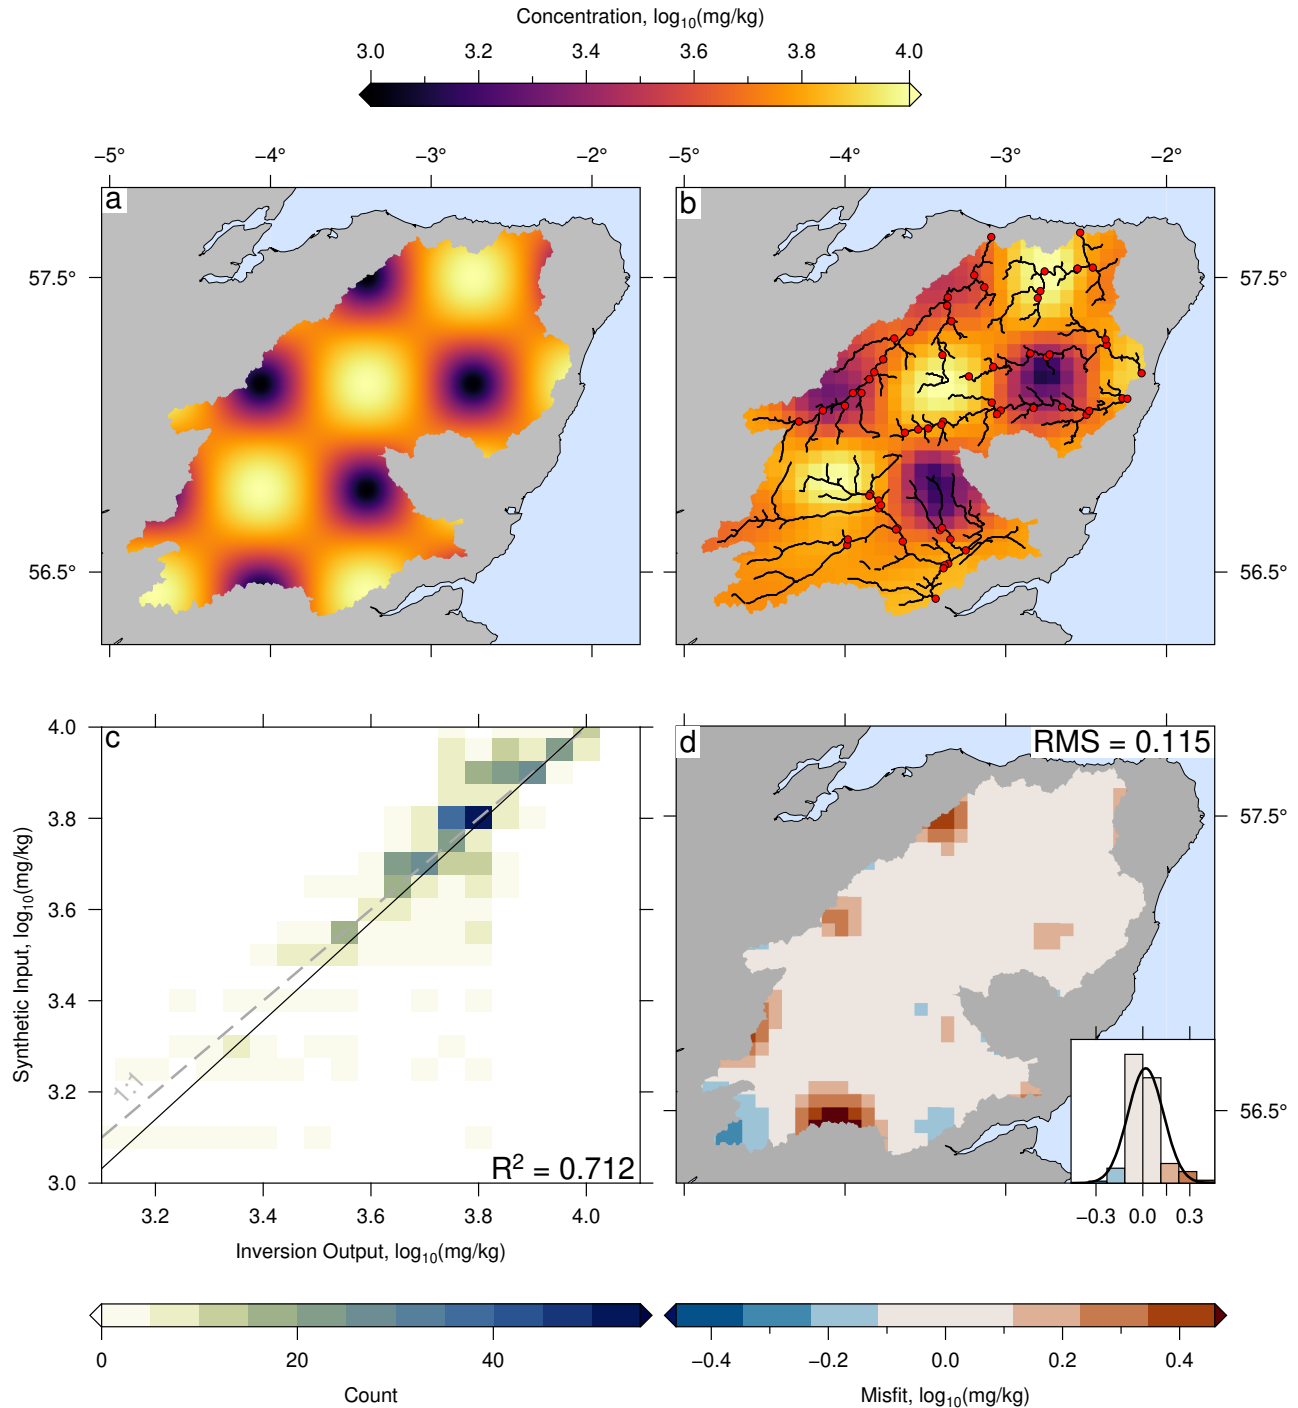 Concentration, log₁₀(mg/kg)
3.0 3.2 3.4 3.6 3.8 4.0
−5° −4° −3° −2° −5° −4° −3° −2°
a b
57.5° 57.5°
56.5° 56.5°
4.0
3.8
3.6
3.4
3.2
3.0
Synthetic Input, log₁₀(mg/kg)
c
1:1
R² = 0.712
3.2 3.4 3.6 3.8 4.0
Inversion Output, log₁₀(mg/kg)
d
RMS = 0.115
57.5°
56.5°
−0.3 0.0 0.3
0 20 40
Count
−0.4 −0.2 0.0 0.2 0.4
Misfit, log₁₀(mg/kg)